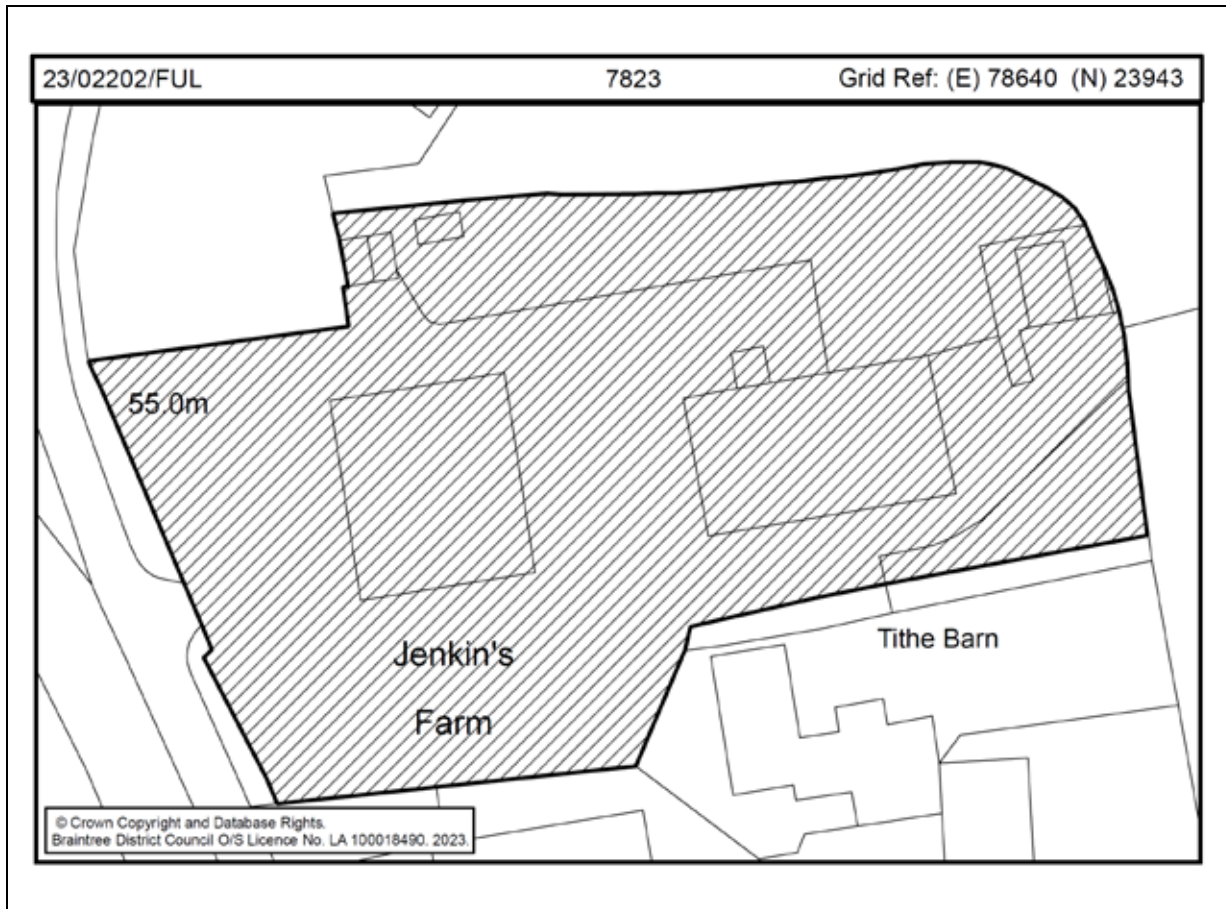 23/02202/FUL 7823 Grid Ref: (E) 78640 (N) 23943
55.0m
Jenkin's
Farm
Tithe Barn
© Crown Copyright and Database Rights.
Braintree District Council O/S Licence No. LA 100018490. 2023.